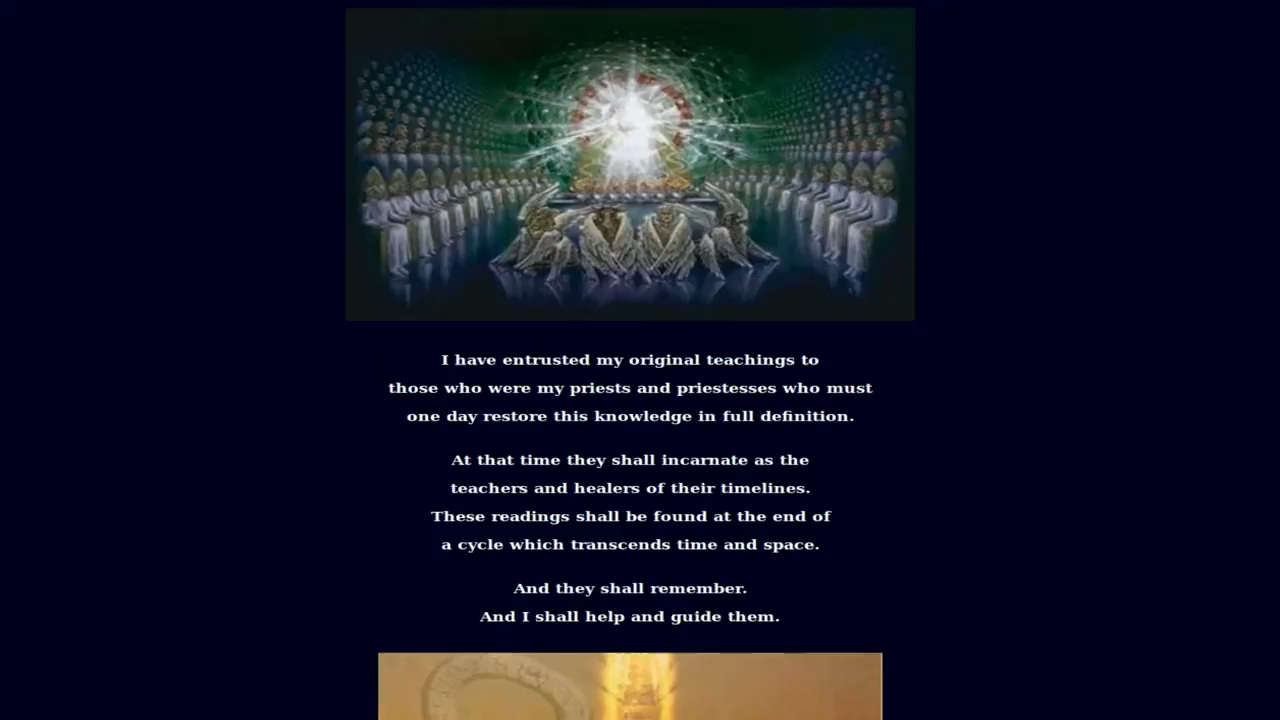 I have entrusted my original teachings to
those who were my priests and priestesses who must
one day restore this knowledge in full definition.
At that time they shall incarnate as the
teachers and healers of their timelines.
These readings shall be found at the end of
a cycle which transcends time and space.
And they shall remember.
And I shall help and guide them.